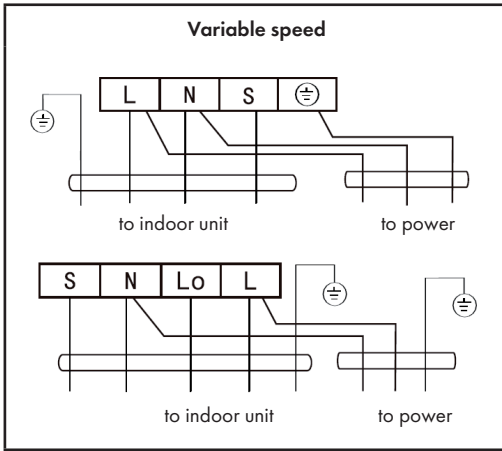 Variable speed
L N S
to indoor unit to power
S N Lo L
to indoor unit to power